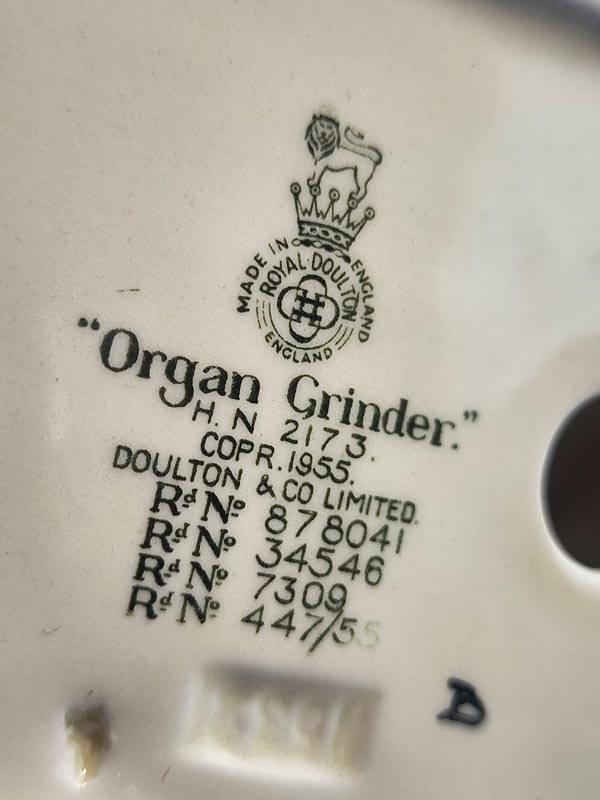 MADE IN ENGLAND
ROYAL·DOULTON
ENGLAND
“Organ Grinder.”
H. N. 2173.
COPR. 1955.
DOULTON & CO LIMITED.
Rd. No. 878041
Rd. No. 34546
Rd. No. 7309
Rd. No. 447/55
B